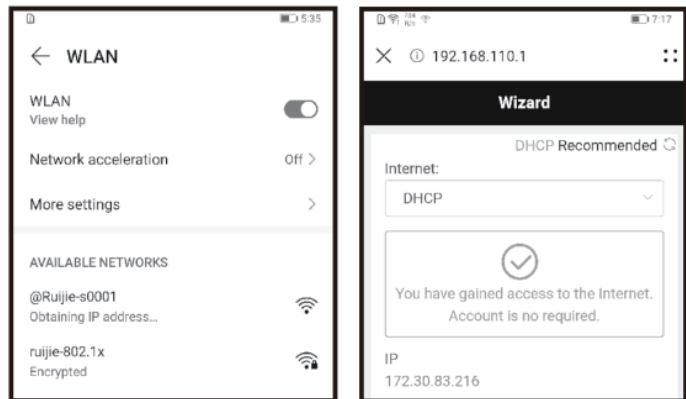 5:35
WLAN
WLAN
View help
Network acceleration
Off >
More settings
>
AVAILABLE NETWORKS
@Ruijie-s0001
Obtaining IP address...
ruijie-802.1x
Encrypted
7:17
192.168.110.1
Wizard
DHCP Recommended
Internet:
DHCP
You have gained access to the Internet.
Account is no required.
IP
172.30.83.216